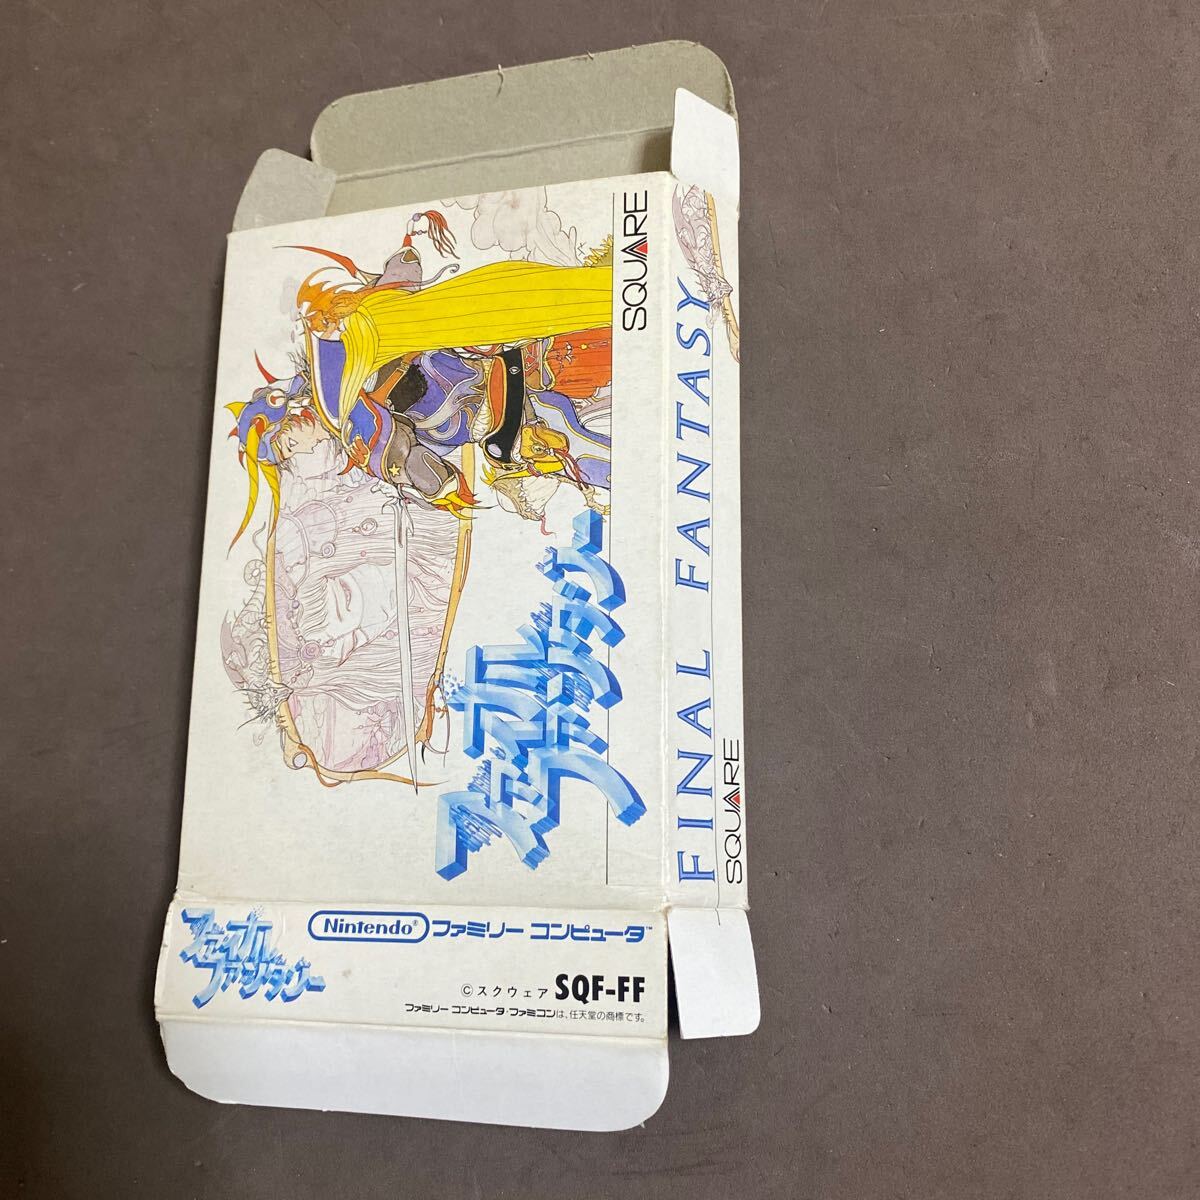 SQUARE
ファイナル
ファンタジー
FINAL FANTASY
SQUARE
ファイナル
ファンタジー
Nintendo® ファミリー コンピュータ™
©スクウェア SQF-FF
ファミリー コンピュータ・ファミコンは、任天堂の商標です。